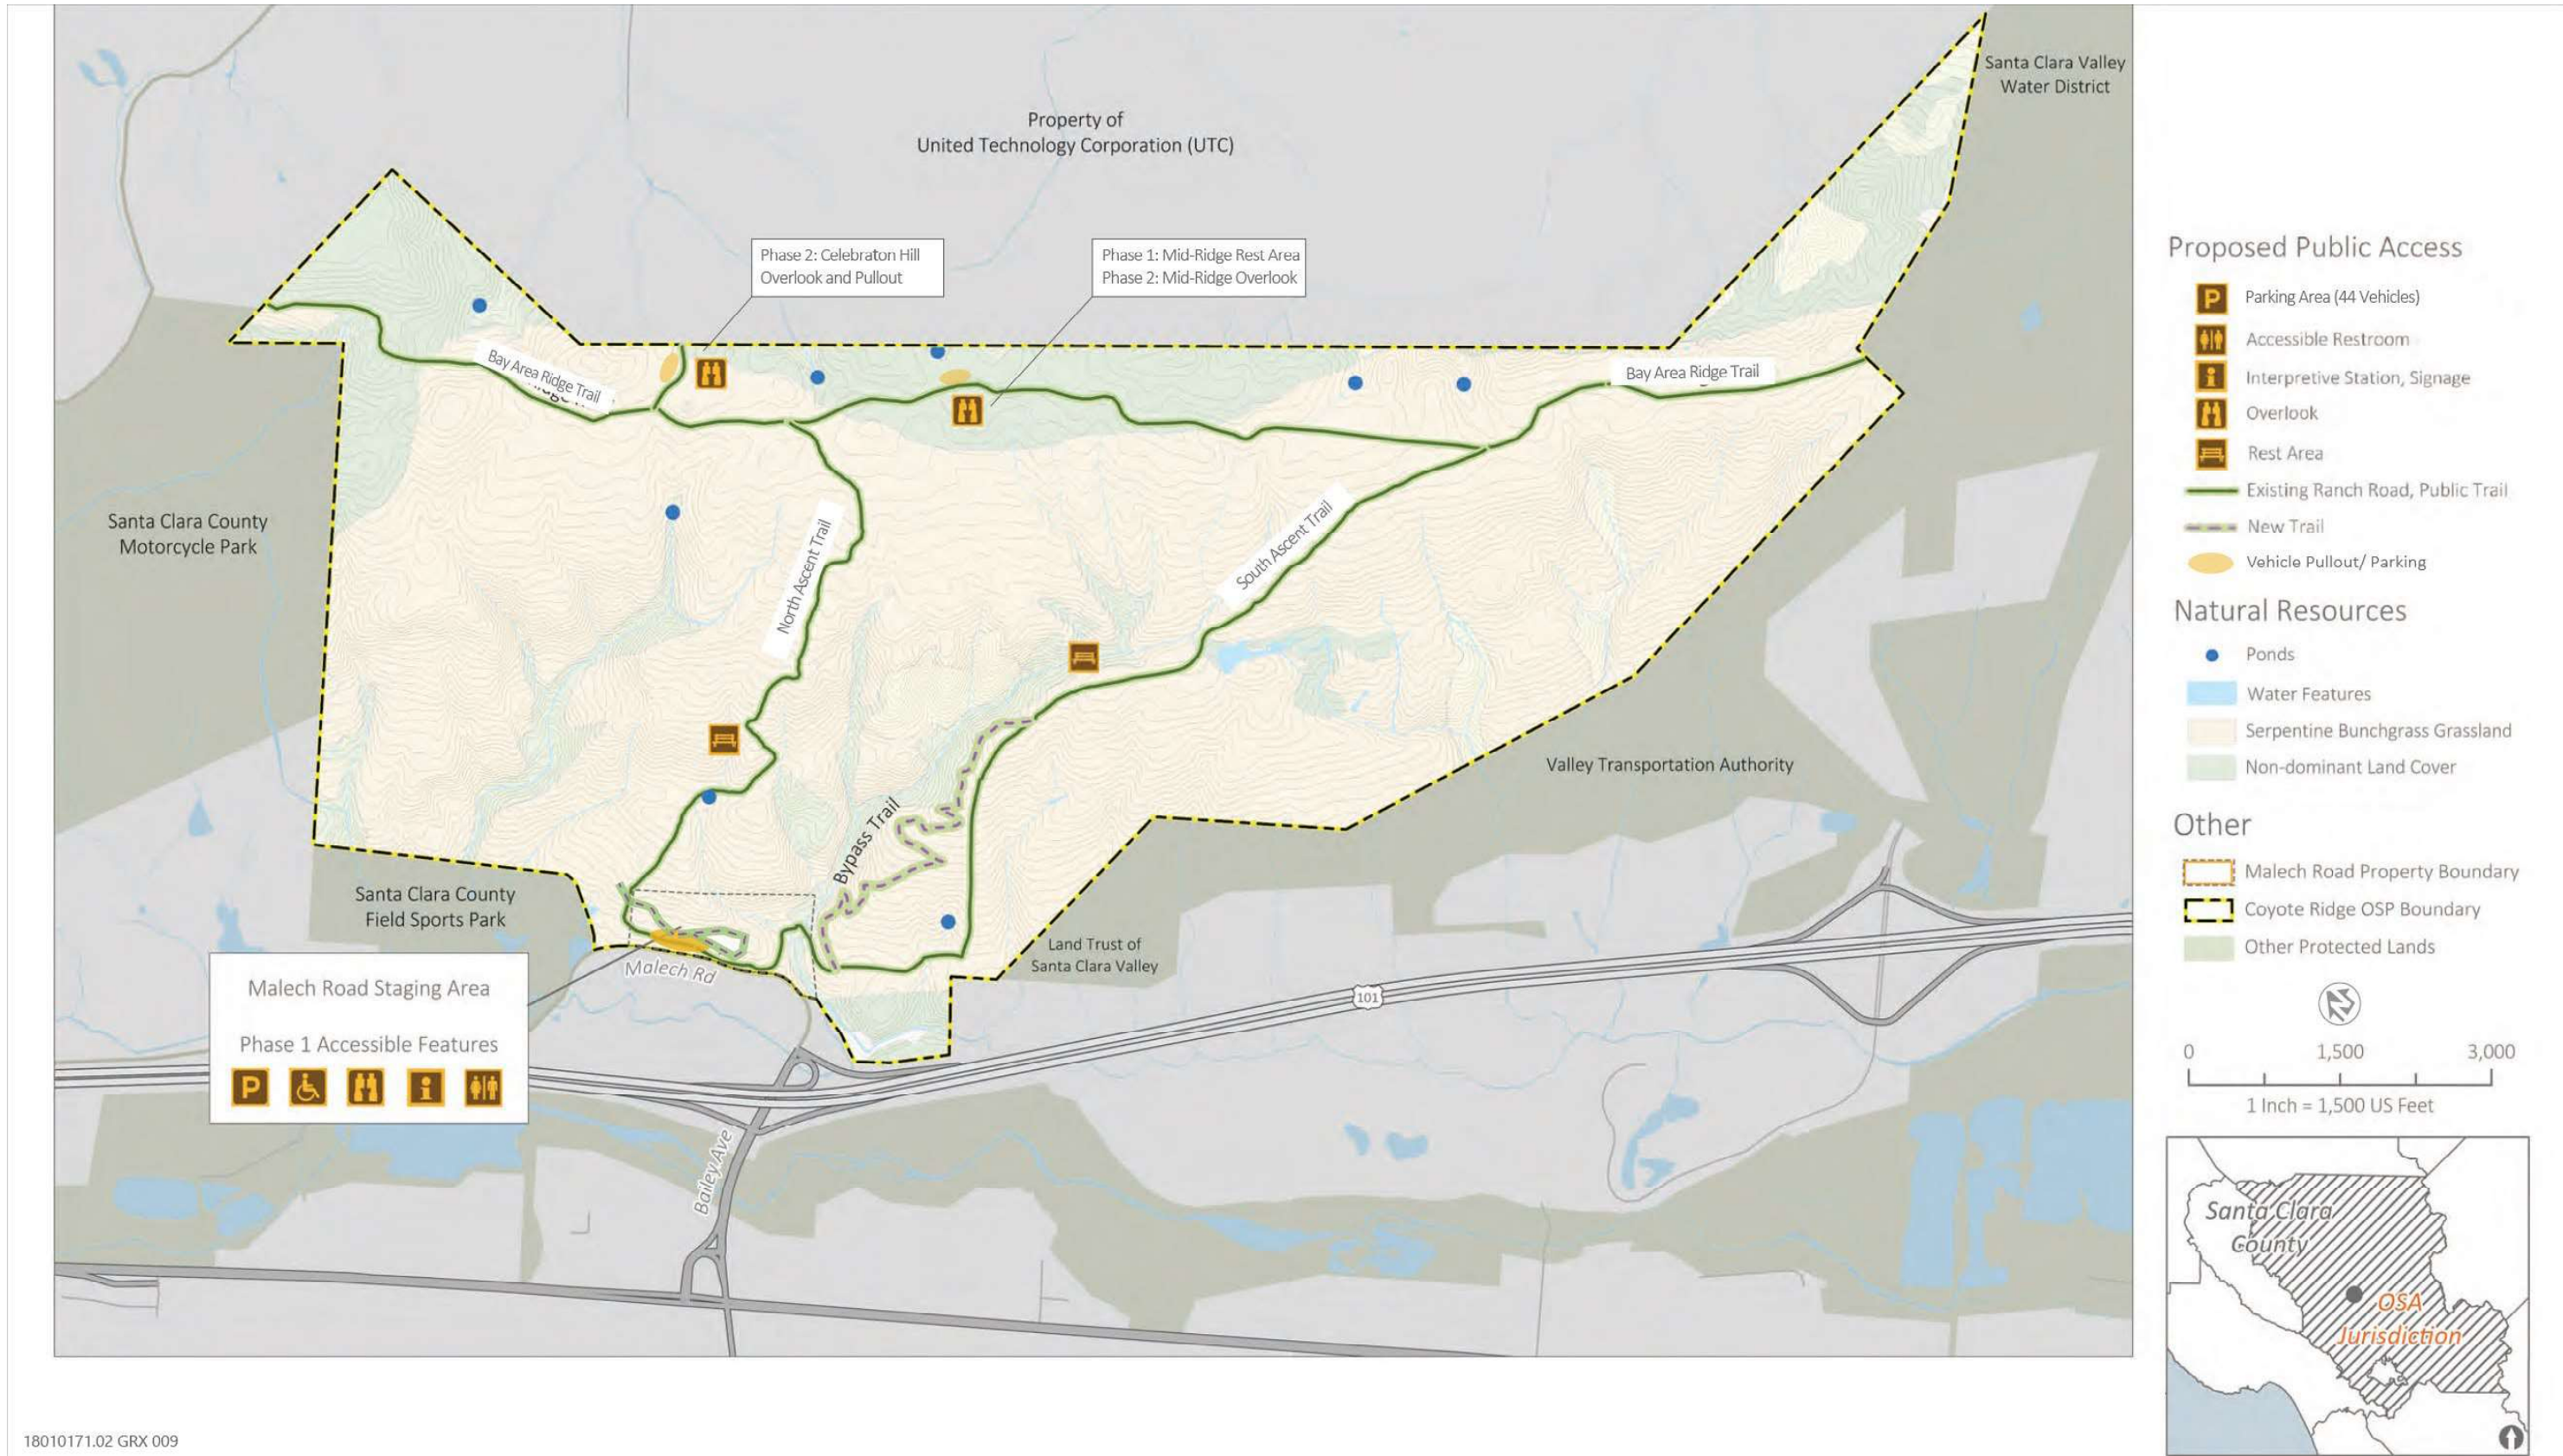 Santa Clara Valley
Water District
Property of
United Technology Corporation (UTC)
Phase 2: Celebraton Hill
Overlook and Pullout
Phase 1: Mid-Ridge Rest Area
Phase 2: Mid-Ridge Overlook
Bay Area Ridge Trail
Bay Area Ridge Trail
Santa Clara County
Motorcycle Park
North Ascent Trail
South Ascent Trail
Valley Transportation Authority
Bypass Trail
Santa Clara County
Field Sports Park
Land Trust of
Santa Clara Valley
Malech Rd
101
Malech Road Staging Area
Phase 1 Accessible Features
P
i
Bailey Ave
Proposed Public Access
P
Parking Area (44 Vehicles)
Accessible Restroom
i
Interpretive Station, Signage
Overlook
Rest Area
Existing Ranch Road, Public Trail
New Trail
Vehicle Pullout/ Parking
Natural Resources
Ponds
Water Features
Serpentine Bunchgrass Grassland
Non-dominant Land Cover
Other
Malech Road Property Boundary
Coyote Ridge OSP Boundary
Other Protected Lands
N
0 1,500 3,000
1 Inch = 1,500 US Feet
Santa Clara
County
OSA
Jurisdiction
18010171.02 GRX 009